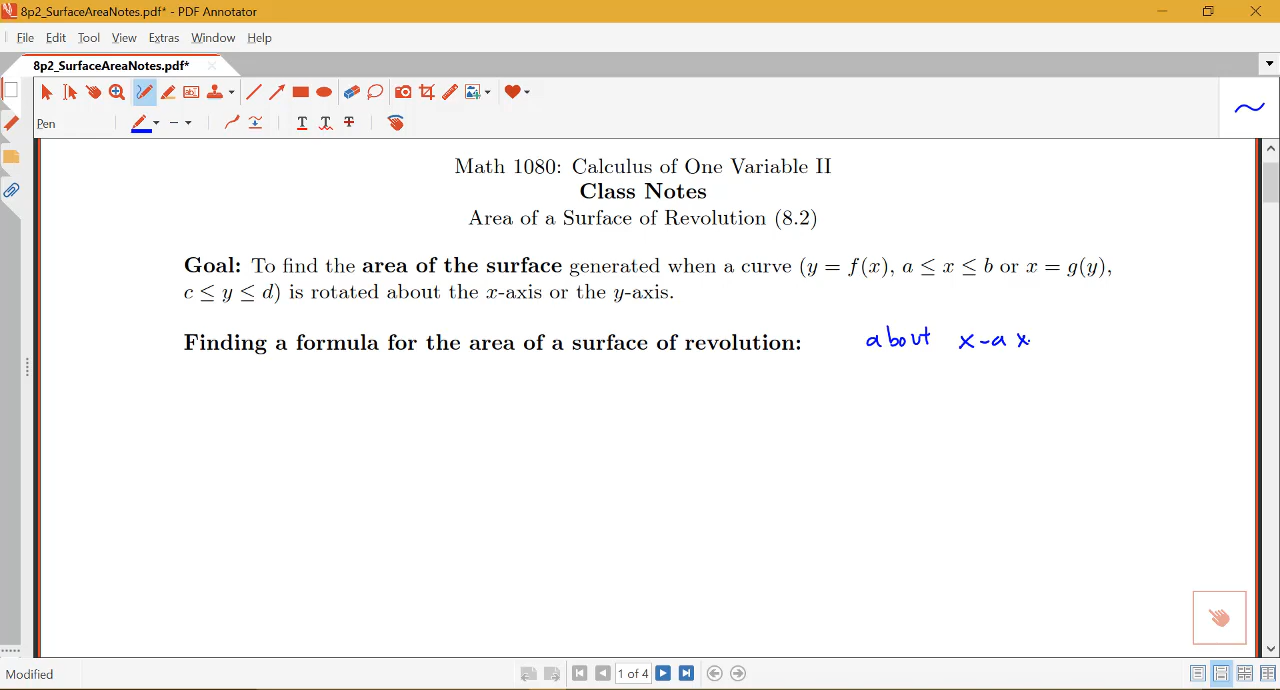 8p2_SurfaceAreaNotes.pdf* - PDF Annotator
File Edit Tool View Extras Window Help
8p2_SurfaceAreaNotes.pdf*
Pen
Math 1080: Calculus of One Variable II
Class Notes
Area of a Surface of Revolution (8.2)
Goal: To find the area of the surface generated when a curve (y = f(x), a ≤ x ≤ b or x = g(y),
c ≤ y ≤ d) is rotated about the x-axis or the y-axis.
Finding a formula for the area of a surface of revolution: about x-ax
Modified 1 of 4